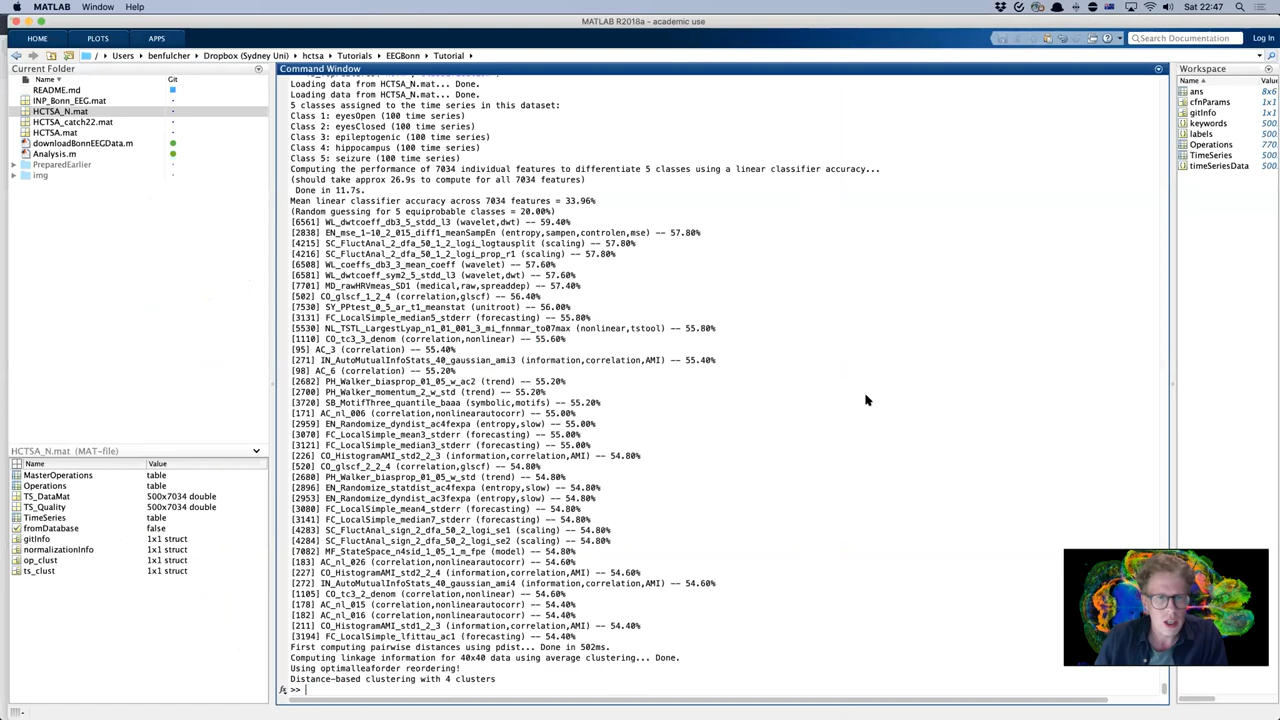 MATLAB Window Help
Sat 22:47
MATLAB R2018a - academic use
HOME PLOTS APPS
Search Documentation
Log In
/ Users benfulcher Dropbox (Sydney Uni) hctsa Tutorials EEGBonn Tutorial
Current Folder
Name Git
README.md
INP_Bonn_EEG.mat
HCTSA_N.mat
HCTSA_catch22.mat
HCTSA.mat
downloadBonnEEGData.m
Analysis.m
PreparedEarlier
img
HCTSA_N.mat (MAT-file)
Name Value
MasterOperations table
Operations table
TS_DataMat 500x7034 double
TS_Quality 500x7034 double
TimeSeries table
fromDatabase false
gitInfo 1x1 struct
normalizationInfo 1x1 struct
op_clust 1x1 struct
ts_clust 1x1 struct
Command Window
Loading data from HCTSA_N.mat... Done.
Loading data from HCTSA_N.mat... Done.
5 classes assigned to the time series in this dataset:
Class 1: eyesOpen (100 time series)
Class 2: eyesClosed (100 time series)
Class 3: epileptogenic (100 time series)
Class 4: hippocampus (100 time series)
Class 5: seizure (100 time series)
Computing the performance of 7034 individual features to differentiate 5 classes using a linear classifier accuracy...
(should take approx 26.9s to compute for all 7034 features)
Done in 11.7s.
Mean linear classifier accuracy across 7034 features = 33.96%
(Random guessing for 5 equiprobable classes = 20.00%)
[6561] WL_dwtcoeff_db3_5_stdd_l3 (wavelet,dwt) -- 59.40%
[2838] EN_mse_1-10_2_015_diff1_meanSampEn (entropy,sampen,controlen,mse) -- 57.80%
[4215] SC_FluctAnal_2_dfa_50_1_2_logi_logtausplit (scaling) -- 57.80%
[4216] SC_FluctAnal_2_dfa_50_1_2_logi_prop_r1 (scaling) -- 57.80%
[6508] WL_coeffs_db3_3_mean_coeff (wavelet) -- 57.60%
[6581] WL_dwtcoeff_sym2_5_stdd_l3 (wavelet,dwt) -- 57.60%
[7701] MD_rawHRVmeas_SD1 (medical,raw,spreaddep) -- 57.40%
[502] CO_glscf_1_2_4 (correlation,glscf) -- 56.40%
[7530] SY_PPtest_0_5_ar_t1_meanstat (unitroot) -- 56.00%
[3131] FC_LocalSimple_median5_stderr (forecasting) -- 55.80%
[5530] NL_TSTL_LargestLyap_n1_01_001_3_mi_fnnmar_to07max (nonlinear,tstool) -- 55.80%
[1110] CO_tc3_3_denom (correlation,nonlinear) -- 55.60%
[95] AC_3 (correlation) -- 55.40%
[271] IN_AutoMutualInfoStats_40_gaussian_ami3 (information,correlation,AMI) -- 55.40%
[98] AC_6 (correlation) -- 55.20%
[2682] PH_Walker_biasprop_01_05_w_ac2 (trend) -- 55.20%
[2700] PH_Walker_momentum_2_w_std (trend) -- 55.20%
[3720] SB_MotifThree_quantile_baaa (symbolic,motifs) -- 55.20%
[171] AC_nl_006 (correlation,nonlinearautocorr) -- 55.00%
[2959] EN_Randomize_dyndist_ac4fexpa (entropy,slow) -- 55.00%
[3070] FC_LocalSimple_mean3_stderr (forecasting) -- 55.00%
[3121] FC_LocalSimple_median3_stderr (forecasting) -- 55.00%
[226] CO_HistogramAMI_std2_2_3 (information,correlation,AMI) -- 54.80%
[520] CO_glscf_2_2_4 (correlation,glscf) -- 54.80%
[2680] PH_Walker_biasprop_01_05_w_std (trend) -- 54.80%
[2896] EN_Randomize_statdist_ac4fexpa (entropy,slow) -- 54.80%
[2953] EN_Randomize_dyndist_ac3fexpa (entropy,slow) -- 54.80%
[3080] FC_LocalSimple_mean4_stderr (forecasting) -- 54.80%
[3141] FC_LocalSimple_median7_stderr (forecasting) -- 54.80%
[4283] SC_FluctAnal_sign_2_dfa_50_2_logi_se1 (scaling) -- 54.80%
[4284] SC_FluctAnal_sign_2_dfa_50_2_logi_se2 (scaling) -- 54.80%
[7082] MF_StateSpace_n4sid_1_05_1_m_fpe (model) -- 54.80%
[183] AC_nl_026 (correlation,nonlinearautocorr) -- 54.60%
[227] CO_HistogramAMI_std2_2_4 (information,correlation,AMI) -- 54.60%
[272] IN_AutoMutualInfoStats_40_gaussian_ami4 (information,correlation,AMI) -- 54.60%
[1105] CO_tc3_2_denom (correlation,nonlinear) -- 54.60%
[178] AC_nl_015 (correlation,nonlinearautocorr) -- 54.40%
[182] AC_nl_016 (correlation,nonlinearautocorr) -- 54.40%
[211] CO_HistogramAMI_std1_2_3 (information,correlation,AMI) -- 54.40%
[3194] FC_LocalSimple_lfittau_ac1 (forecasting) -- 54.40%
First computing pairwise distances using pdist... Done in 502ms.
Computing linkage information for 40x40 data using average clustering... Done.
Using optimalleaforder reordering!
Distance-based clustering with 4 clusters
fx >>
Workspace
Name Value
ans 8x6
cfnParams 1x1
gitInfo 1x1
keywords 500
labels 500
Operations 770
TimeSeries 500
timeSeriesData 500